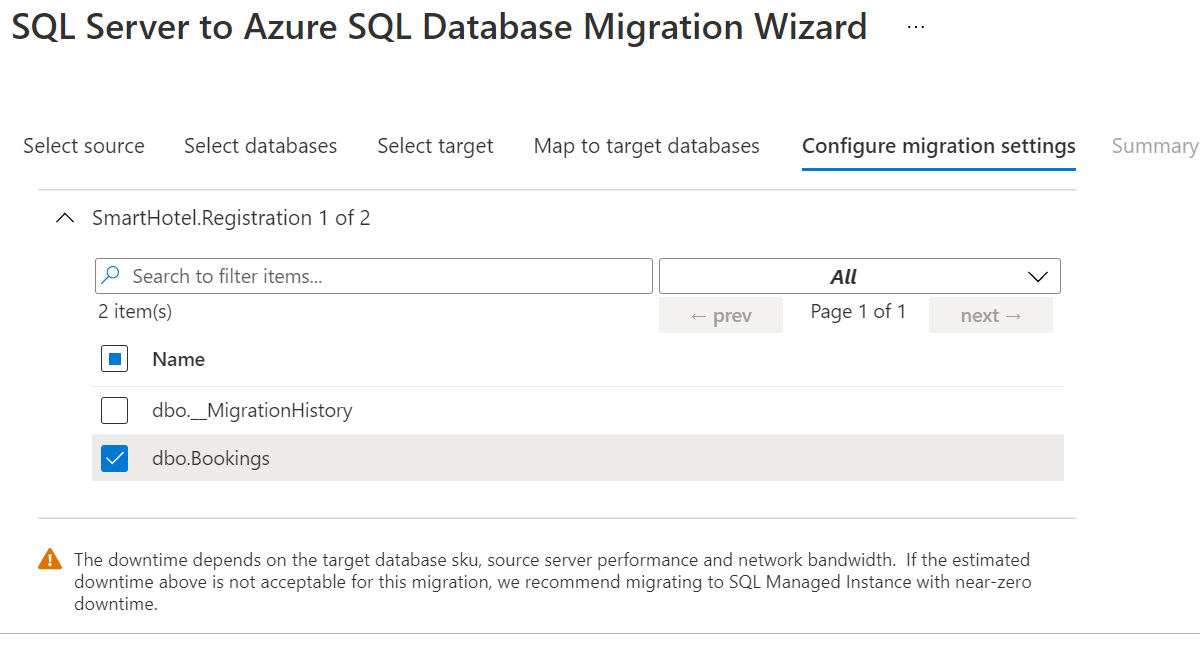 SQL Server to Azure SQL Database Migration Wizard ...
Select source Select databases Select target Map to target databases Configure migration settings Summary
SmartHotel.Registration 1 of 2
Search to filter items... All
2 item(s) ← prev Page 1 of 1 next →
Name
dbo.__MigrationHistory
dbo.Bookings
The downtime depends on the target database sku, source server performance and network bandwidth. If the estimated
downtime above is not acceptable for this migration, we recommend migrating to SQL Managed Instance with near-zero
downtime.